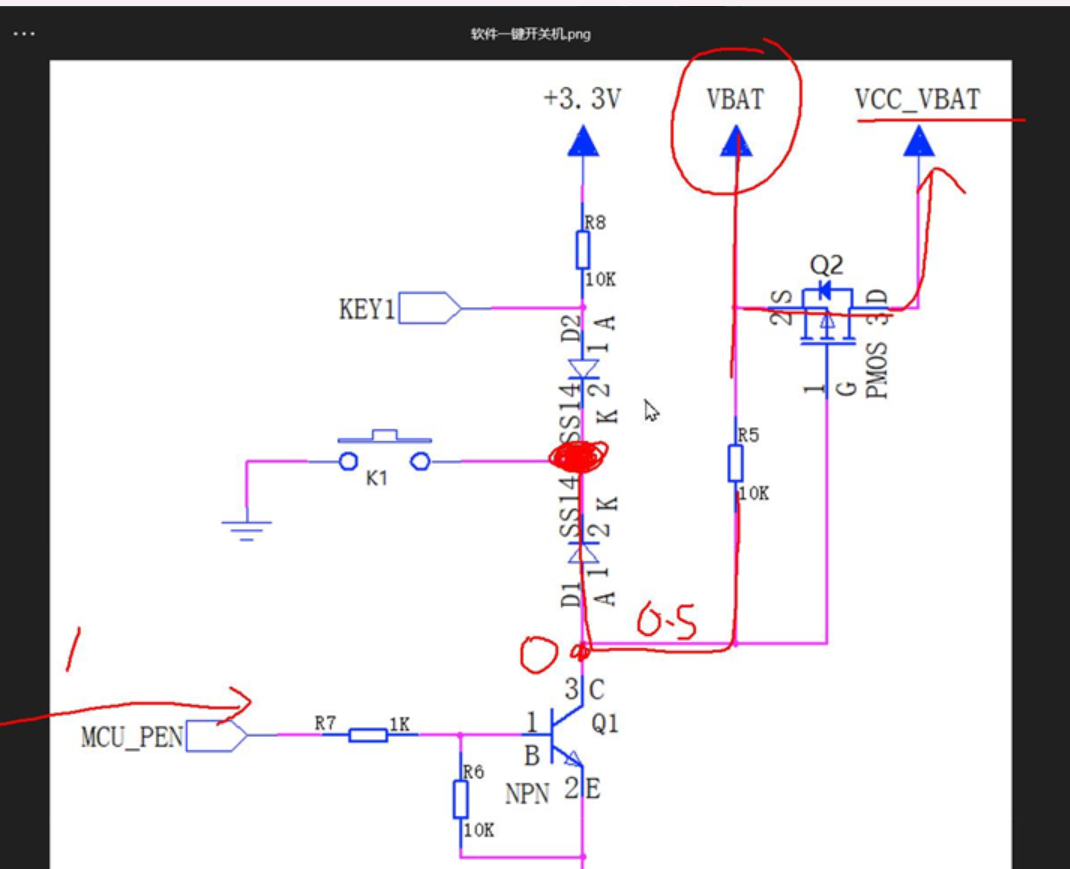 软件一键开关机.png
+3.3V
VBAT
VCC_VBAT
R8
10K
Q2
KEY1
D2
1
A
2
S
3
D
SS14
2
K
1
G
PMOS
R5
10K
K1
SS14
2
K
D1
1
A
0.5
0
1
3
C
Q1
MCU_PEN
R7
1K
1
B
R6
10K
NPN
2
E